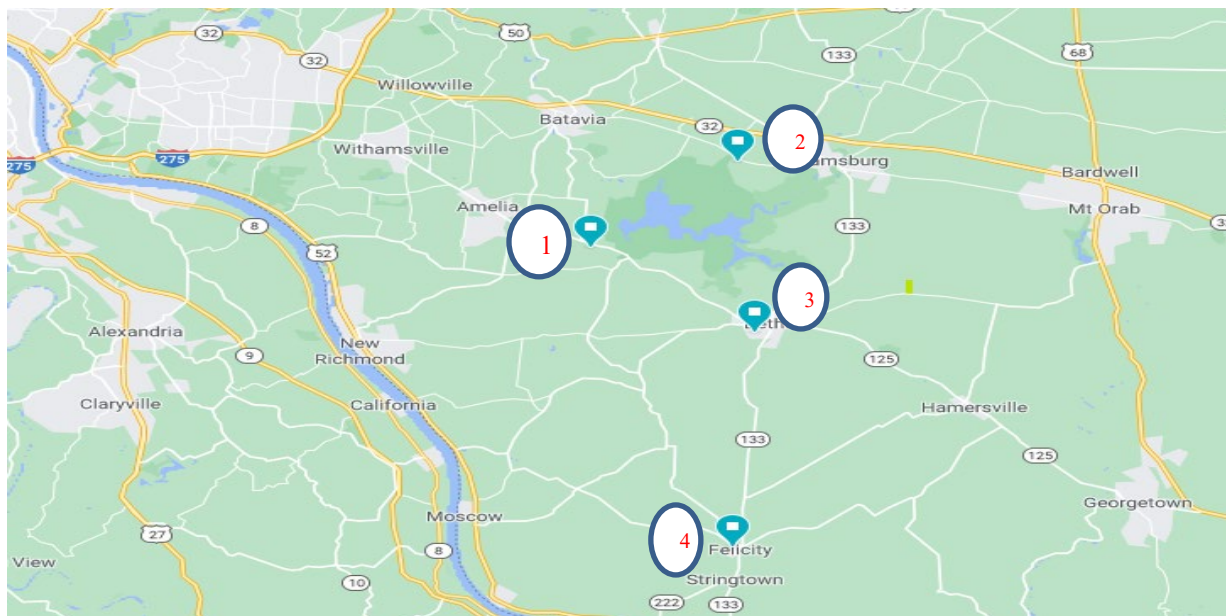 32
50
133
68
32
Willowville
Batavia
275
275
32
2
Withamsville
Bardwell
Amelia
Mt Orab
8
1
133
52
3
Alexandria
New
Richmond
9
125
Claryville
California
Hamersville
133
125
Georgetown
Moscow
27
4
8
Felicity
View
10
Stringtown
222
133